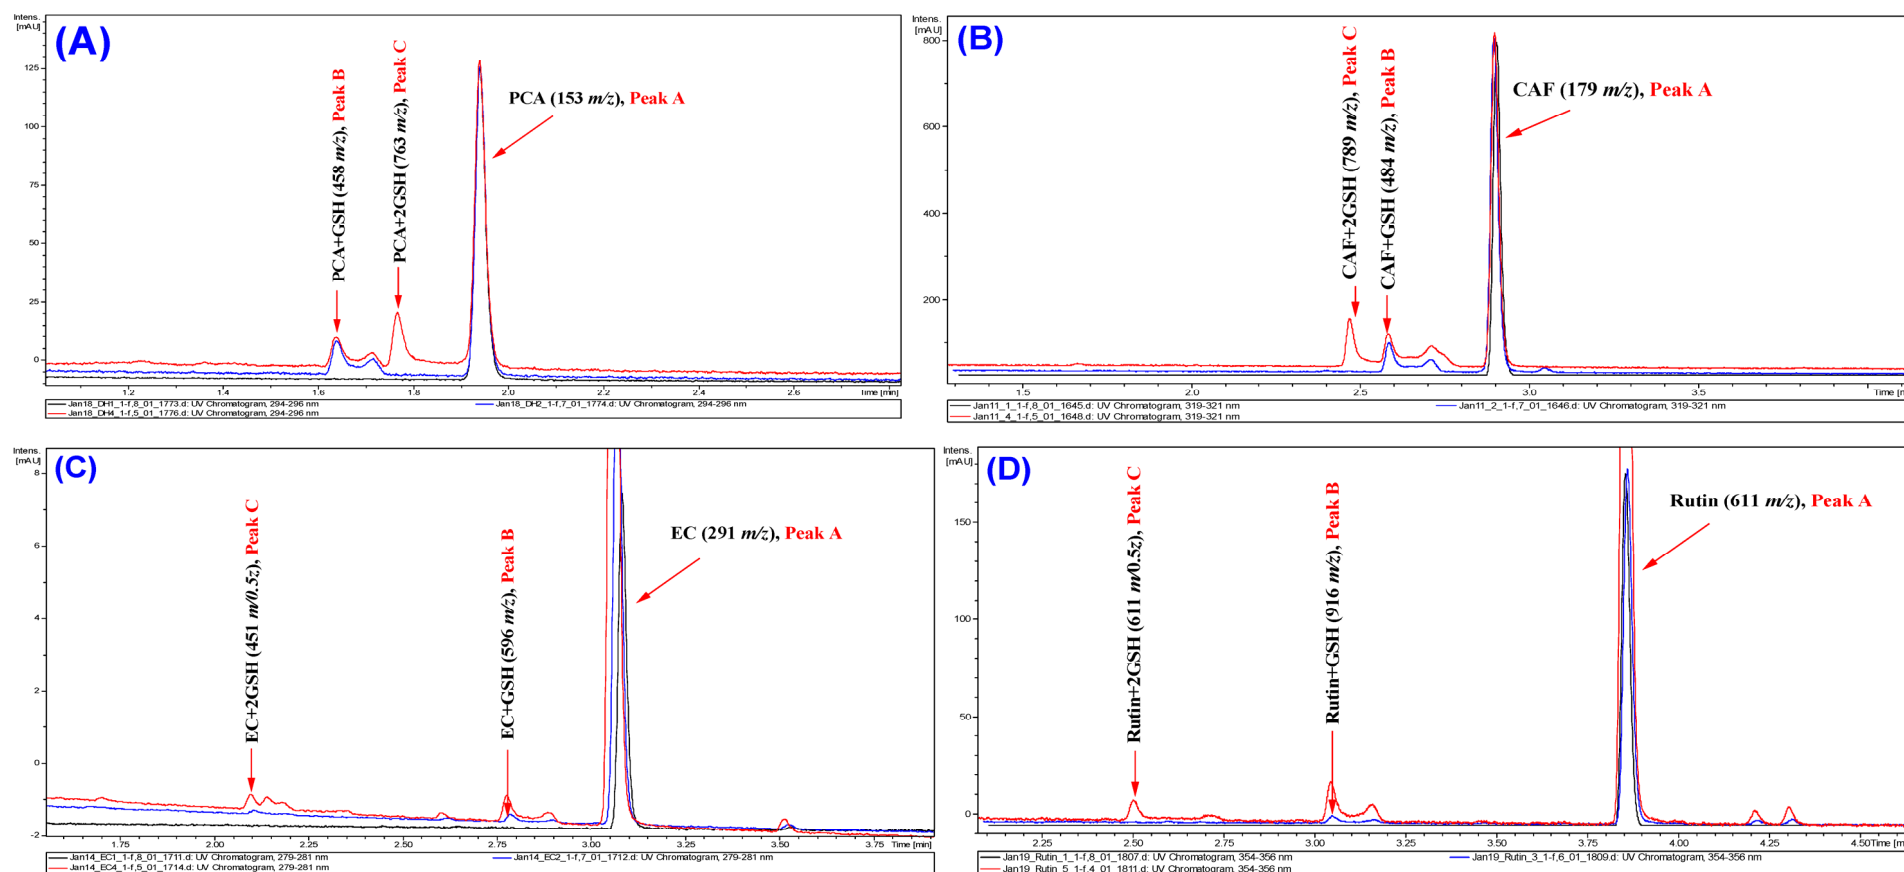 Intens.
[mAU]
(A)
125
100
75
50
25
0
PCA+GSH (458 m/z), Peak B
PCA+2GSH (763 m/z), Peak C
PCA (153 m/z), Peak A
1.2
1.4
1.6
1.8
2.0
2.2
2.4
2.6
Time [min]
Jan18_DH1_1-f,8_01_1773.d: UV Chromatogram, 294-296 nm
Jan18_DH2_1-f,7_01_1774.d: UV Chromatogram, 294-296 nm
Jan18_DH4_1-f,5_01_1776.d: UV Chromatogram, 294-296 nm
Intens.
[mAU]
(B)
800
600
400
200
CAF+2GSH (789 m/z), Peak C
CAF+GSH (484 m/z), Peak B
CAF (179 m/z), Peak A
1.5
2.0
2.5
3.0
3.5
Time [m
Jan11_1_1-f,8_01_1645.d: UV Chromatogram, 319-321 nm
Jan11_2_1-f,7_01_1646.d: UV Chromatogram, 319-321 nm
Jan11_4_1-f,5_01_1648.d: UV Chromatogram, 319-321 nm
Intens.
[mAU]
(C)
8
6
4
2
0
-2
EC+2GSH (451 m/0.5z), Peak C
EC+GSH (596 m/z), Peak B
EC (291 m/z), Peak A
1.75
2.00
2.25
2.50
2.75
3.00
3.25
3.50
3.75
Time [min]
Jan14_EC1_1-f,8_01_1711.d: UV Chromatogram, 279-281 nm
Jan14_EC2_1-f,7_01_1712.d: UV Chromatogram, 279-281 nm
Jan14_EC4_1-f,5_01_1714.d: UV Chromatogram, 279-281 nm
Intens.
[mAU]
(D)
150
100
50
0
Rutin+2GSH (611 m/0.5z), Peak C
Rutin+GSH (916 m/z), Peak B
Rutin (611 m/z), Peak A
2.25
2.50
2.75
3.00
3.25
3.50
3.75
4.00
4.25
4.50
Time [m
Jan19_Rutin_1_1-f,8_01_1807.d: UV Chromatogram, 354-356 nm
Jan19_Rutin_3_1-f,6_01_1809.d: UV Chromatogram, 354-356 nm
Jan19_Rutin_5_1-f,4_01_1811.d: UV Chromatogram, 354-356 nm